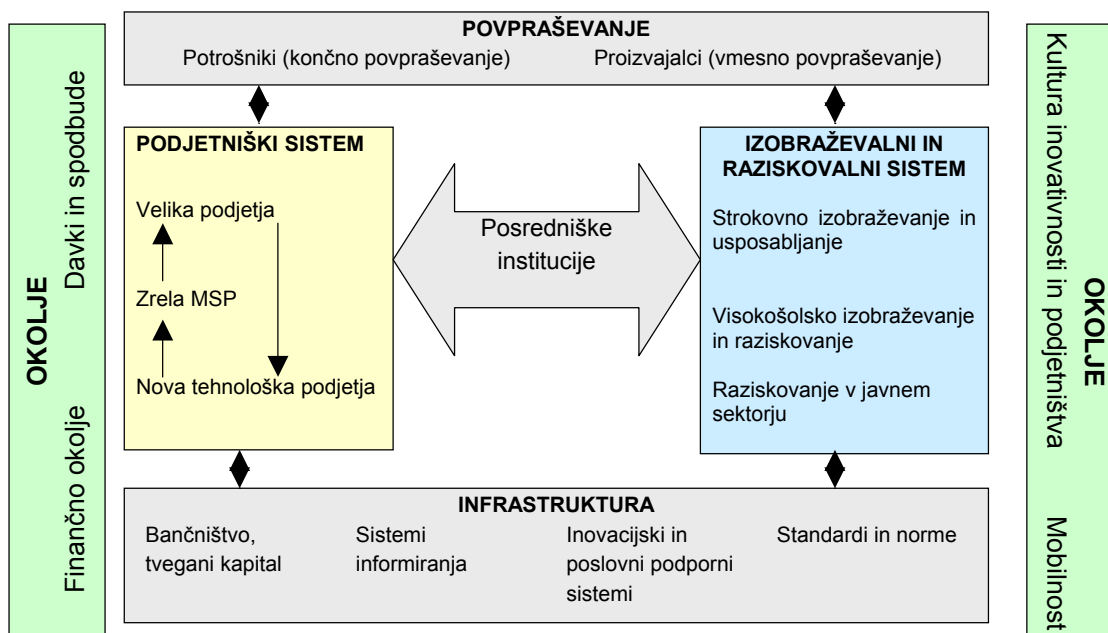 OKOLJE
Davki in spodbude
Finančno okolje
POVPRAŠEVANJE
Potrošniki (končno povpraševanje)
Proizvajalci (vmesno povpraševanje)
PODJETNIŠKI SISTEM
Velika podjetja
Zrela MSP
Nova tehnološka podjetja
Posredniške
institucije
IZOBRAŽEVALNI IN
RAZISKOVALNI SISTEM
Strokovno izobraževanje in
usposabljanje
Visokošolsko izobraževanje
in raziskovanje
Raziskovanje v javnem
sektorju
INFRASTRUKTURA
Bančništvo,
tvegani kapital
Sistemi
informiranja
Inovacijski in
poslovni podporni
sistemi
Standardi in norme
OKOLJE
Kultura inovativnosti in podjetništva
Mobilnost